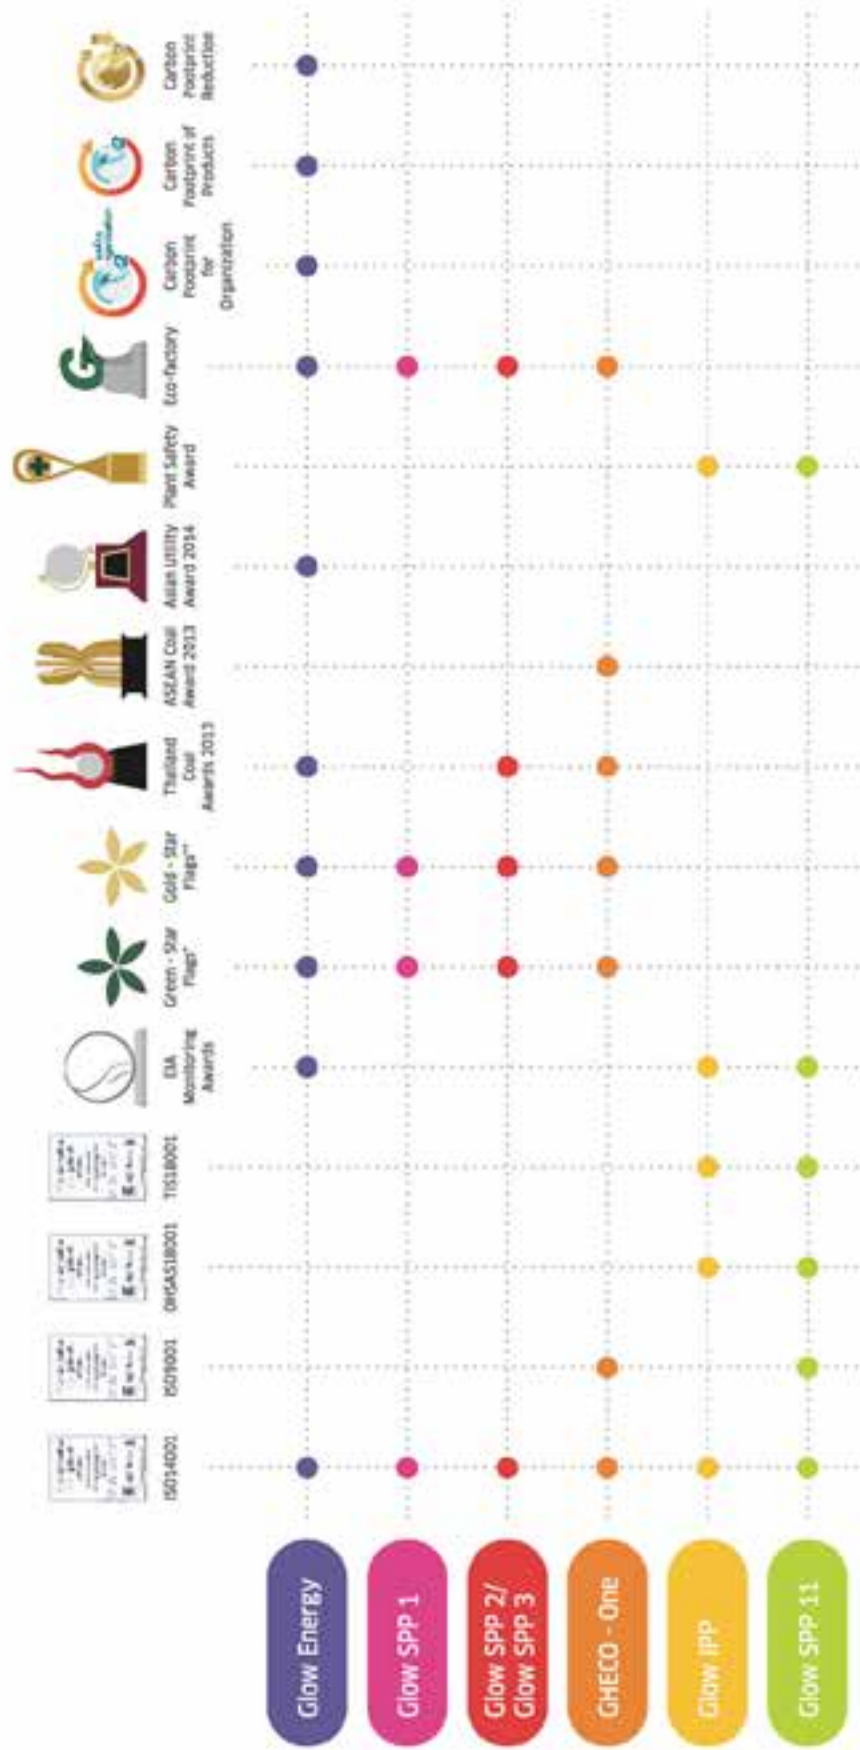 ISO14001
ISO9001
OHSAS18001
TIS18001
EIA
Monitoring
Awards
Green - Star
Flags*
Gold - Star
Flags**
Thailand
Coal
Awards 2013
ASEAN Coal
Award 2013
Asian Utility
Award 2014
Plant Safety
Award
Eco-factory
Carbon
Footprint
for
Organization
Carbon
Footprint of
Products
Carbon
Footprint
Reduction
Glow Energy
Glow SPP 1
Glow SPP 2/
Glow SPP 3
GHECO - One
Glow IPP
Glow SPP 11